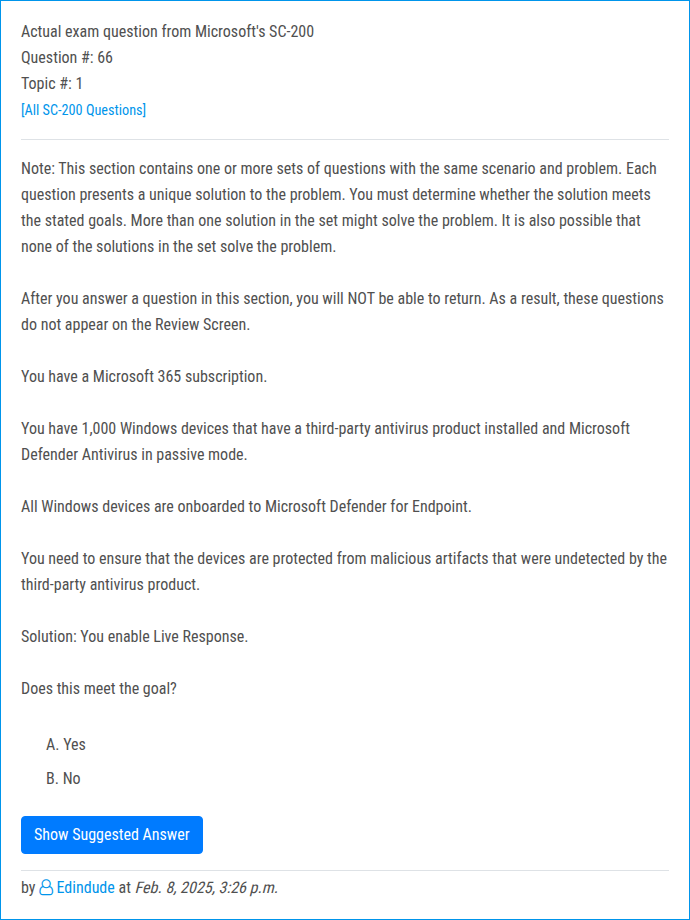 Actual exam question from Microsoft's SC-200
Question #: 66
Topic #: 1
[All SC-200 Questions]
Note: This section contains one or more sets of questions with the same scenario and problem. Each
question presents a unique solution to the problem. You must determine whether the solution meets
the stated goals. More than one solution in the set might solve the problem. It is also possible that
none of the solutions in the set solve the problem.
After you answer a question in this section, you will NOT be able to return. As a result, these questions
do not appear on the Review Screen.
You have a Microsoft 365 subscription.
You have 1,000 Windows devices that have a third-party antivirus product installed and Microsoft
Defender Antivirus in passive mode.
All Windows devices are onboarded to Microsoft Defender for Endpoint.
You need to ensure that the devices are protected from malicious artifacts that were undetected by the
third-party antivirus product.
Solution: You enable Live Response.
Does this meet the goal?
A. Yes
B. No
Show Suggested Answer
by Edindude at Feb. 8, 2025, 3:26 p.m.